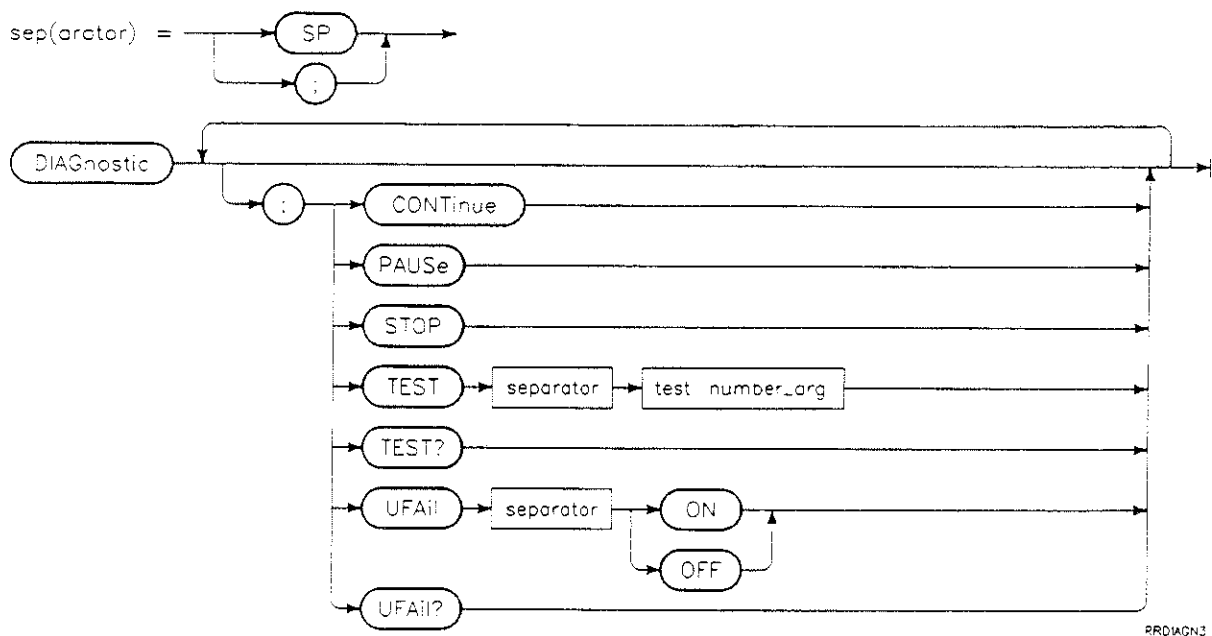 sep(arator) =
SP
;
DIAGnostic
:
CONTinue
PAUSe
STOP
TEST separator test number_arg
TEST?
UFAil separator ON
OFF
UFAil?
RRDIAGN3